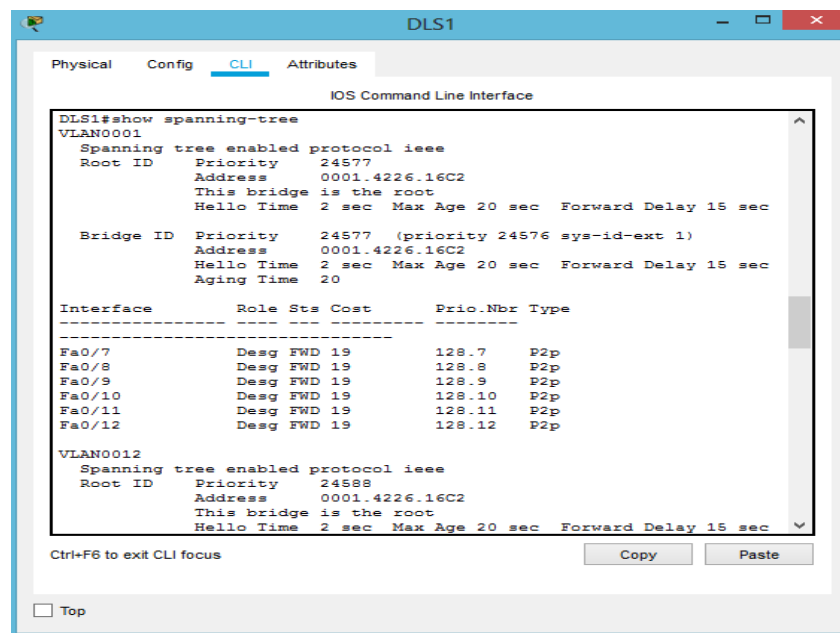 DLS1
Physical Config CLI Attributes
IOS Command Line Interface
DLS1#show spanning-tree
VLAN0001
  Spanning tree enabled protocol ieee
  Root ID    Priority    24577
             Address     0001.4226.16C2
             This bridge is the root
             Hello Time  2 sec  Max Age 20 sec  Forward Delay 15 sec

  Bridge ID  Priority    24577  (priority 24576 sys-id-ext 1)
             Address     0001.4226.16C2
             Hello Time  2 sec  Max Age 20 sec  Forward Delay 15 sec
             Aging Time  20

Interface        Role Sts Cost      Prio.Nbr Type
---------------- ---- --- --------- --------
--------------------------------
Fa0/7            Desg FWD 19        128.7    P2p
Fa0/8            Desg FWD 19        128.8    P2p
Fa0/9            Desg FWD 19        128.9    P2p
Fa0/10           Desg FWD 19        128.10   P2p
Fa0/11           Desg FWD 19        128.11   P2p
Fa0/12           Desg FWD 19        128.12   P2p

VLAN0012
  Spanning tree enabled protocol ieee
  Root ID    Priority    24588
             Address     0001.4226.16C2
             This bridge is the root
             Hello Time  2 sec  Max Age 20 sec  Forward Delay 15 sec
Ctrl+F6 to exit CLI focus Copy Paste
Top